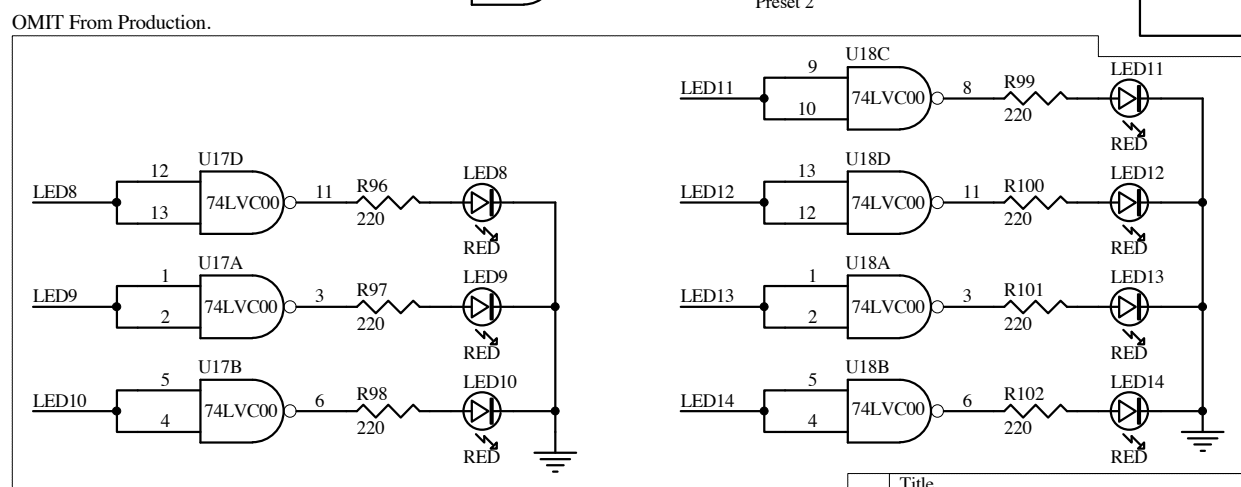 Preset 2
OMIT From Production.
U18C
LED11
9
10
74LVC00
8
R99
220
LED11
RED
U17D
LED8
12
13
74LVC00
11
R96
220
LED8
RED
U18D
LED12
13
12
74LVC00
11
R100
220
LED12
RED
U17A
LED9
1
2
74LVC00
3
R97
220
LED9
RED
U18A
LED13
1
2
74LVC00
3
R101
220
LED13
RED
U17B
LED10
5
4
74LVC00
6
R98
220
LED10
RED
U18B
LED14
5
4
74LVC00
6
R102
220
LED14
RED
Title